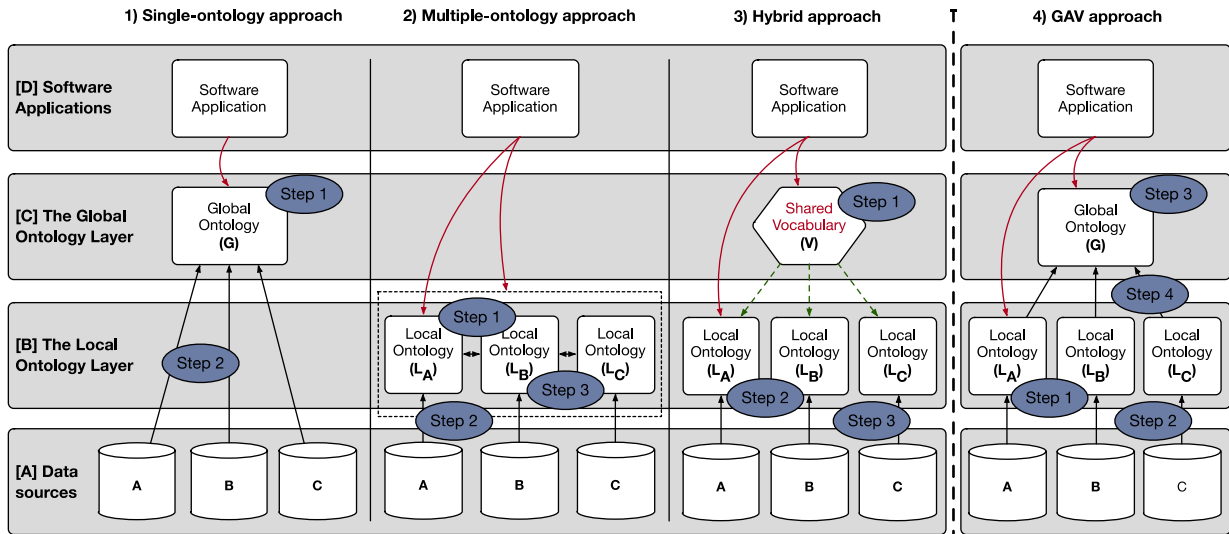 1) Single-ontology approach
2) Multiple-ontology approach
3) Hybrid approach
4) GAV approach
[D] Software
Applications
Software
Application
Software
Application
Software
Application
Software
Application
[C] The Global
Ontology Layer
Global
Ontology
(G)
Step 1
Shared
Vocabulary
(V)
Step 1
Global
Ontology
(G)
Step 3
Step 4
[B] The Local
Ontology Layer
Step 2
Step 1
Local
Ontology
(LA)
Local
Ontology
(LB)
Local
Ontology
(LC)
Step 3
Step 2
Local
Ontology
(LA)
Local
Ontology
(LB)
Local
Ontology
(LC)
Step 2
Step 3
Local
Ontology
(LA)
Local
Ontology
(LB)
Local
Ontology
(LC)
Step 1
Step 2
[A] Data
sources
A
B
C
A
B
C
A
B
C
A
B
C